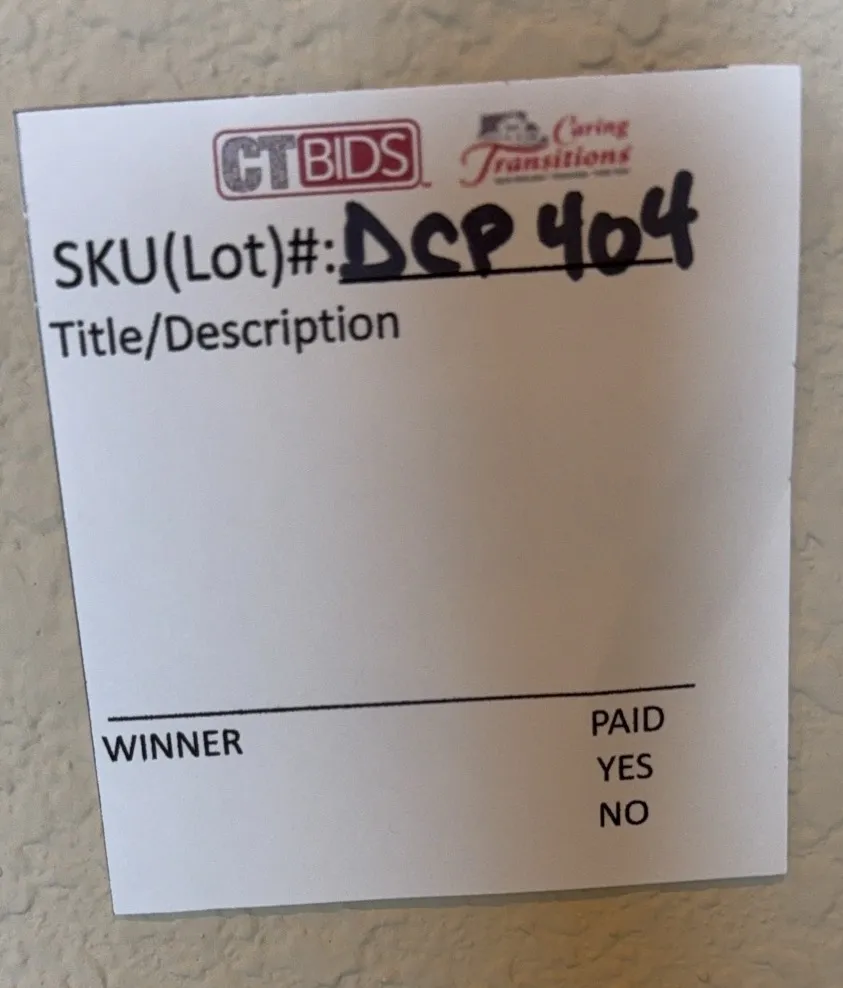 CTBIDS
Caring
Transitions
SKU(Lot)#: DCP 404
Title/Description
WINNER
PAID
YES
NO